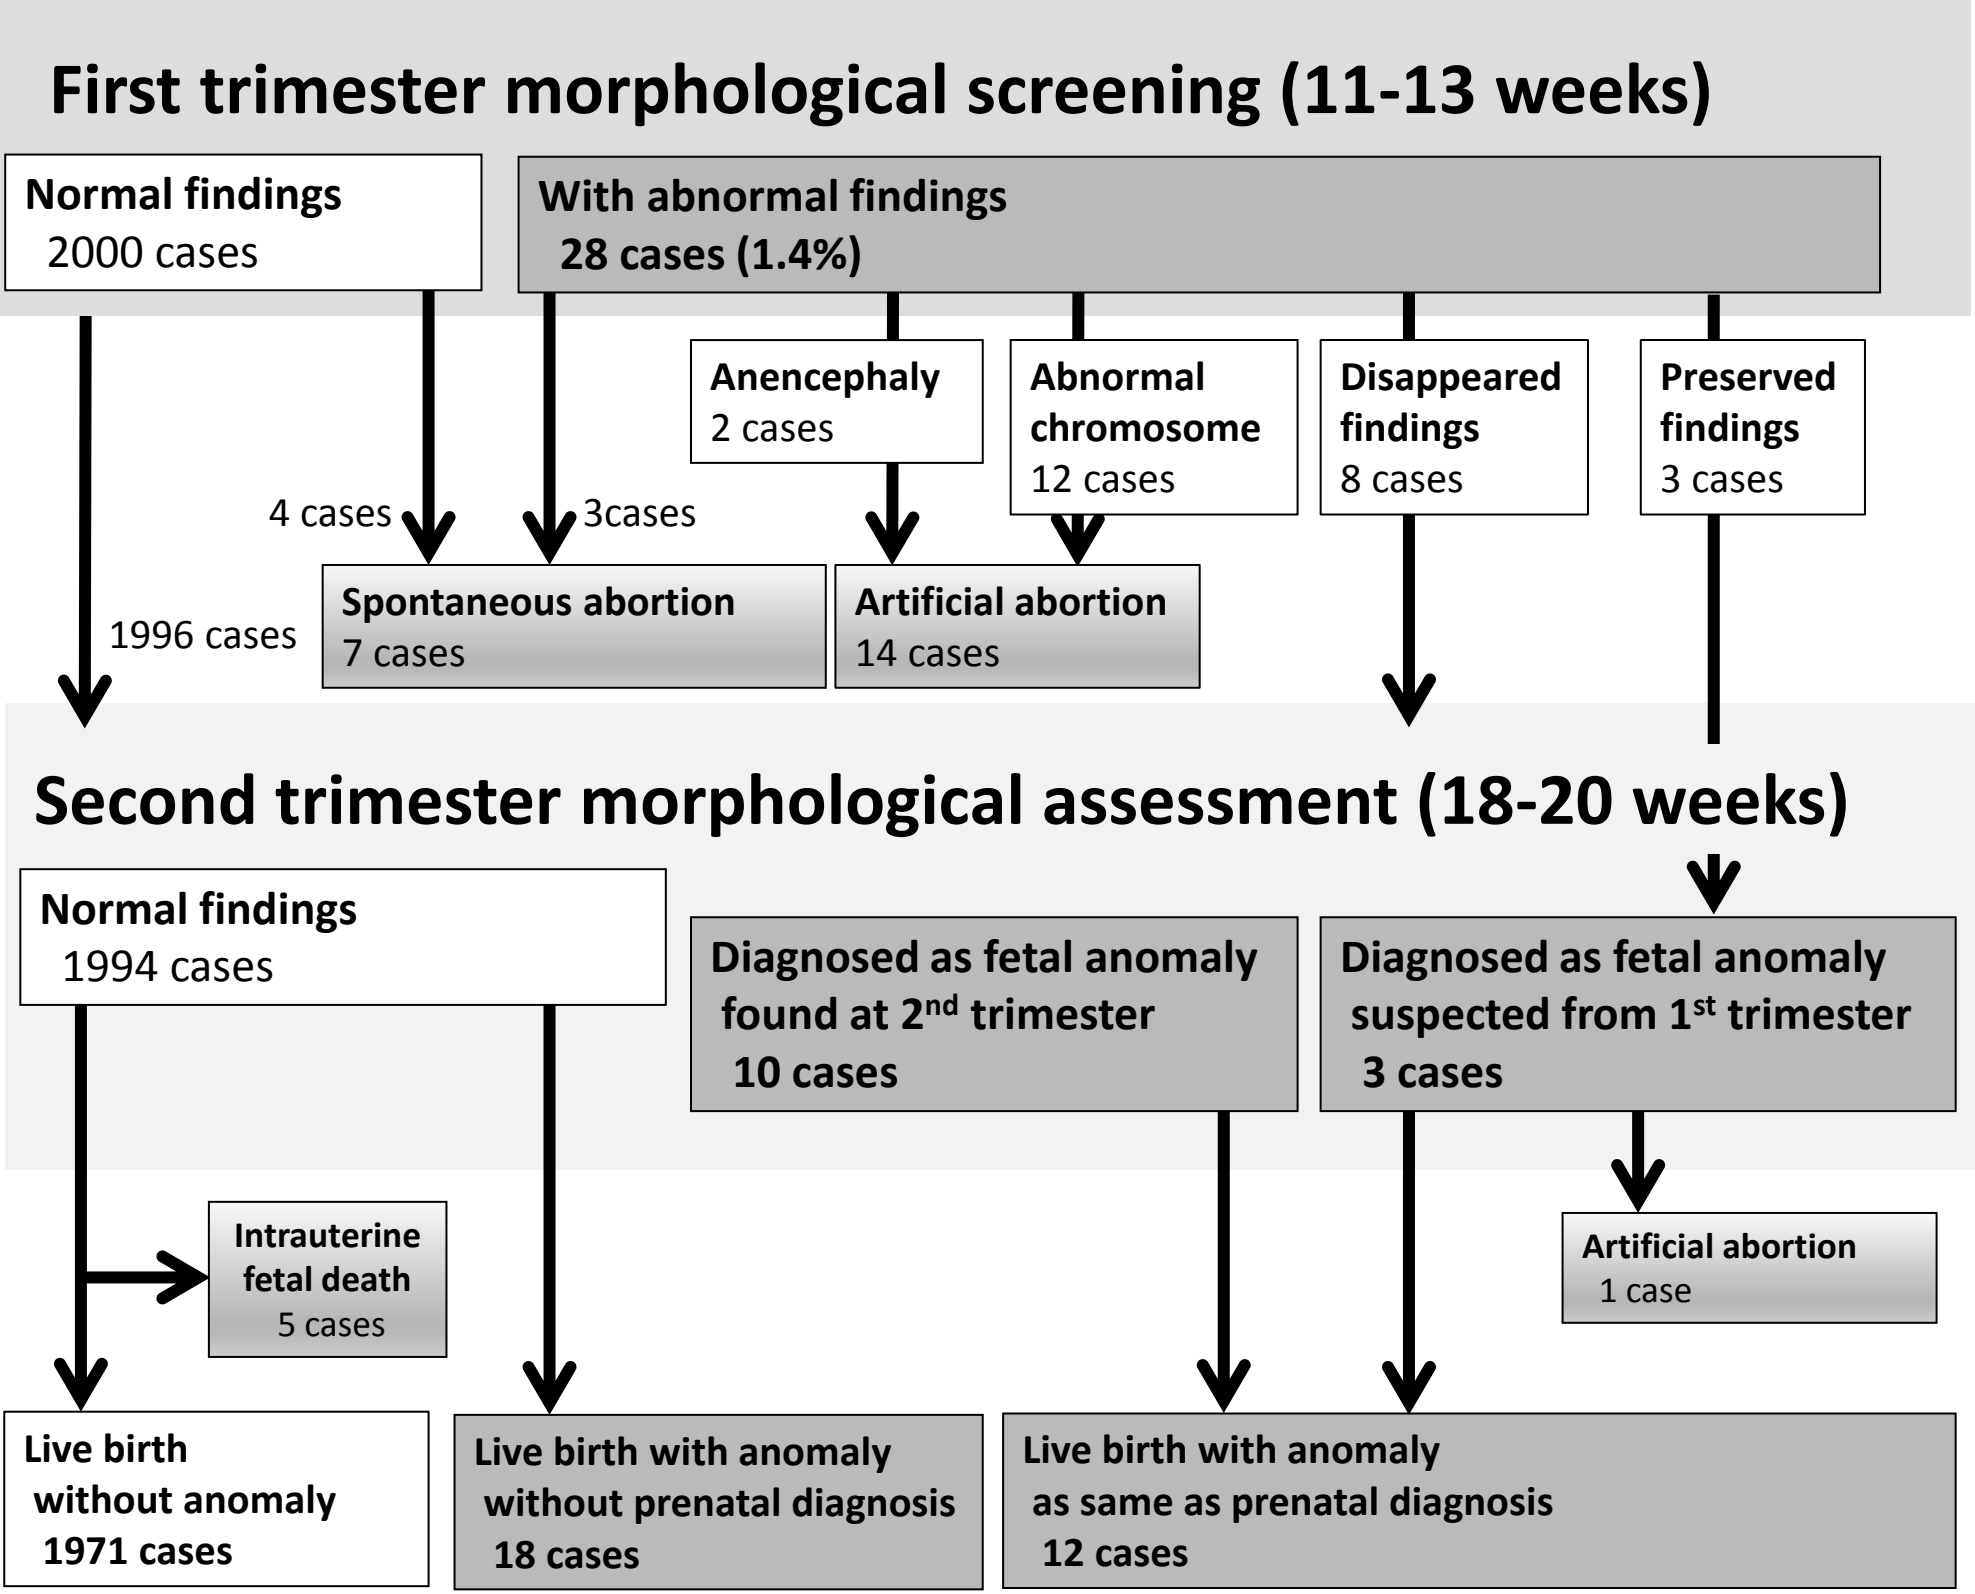 First trimester morphological screening (11-13 weeks)
Normal findings
2000 cases
With abnormal findings
28 cases (1.4%)
Anencephaly
2 cases
Abnormal
chromosome
12 cases
Disappeared
findings
8 cases
Preserved
findings
3 cases
4 cases
3cases
Spontaneous abortion
7 cases
Artificial abortion
14 cases
1996 cases
Second trimester morphological assessment (18-20 weeks)
Normal findings
1994 cases
Diagnosed as fetal anomaly
found at 2nd trimester
10 cases
Diagnosed as fetal anomaly
suspected from 1st trimester
3 cases
Intrauterine
fetal death
5 cases
Artificial abortion
1 case
Live birth
without anomaly
1971 cases
Live birth with anomaly
without prenatal diagnosis
18 cases
Live birth with anomaly
as same as prenatal diagnosis
12 cases